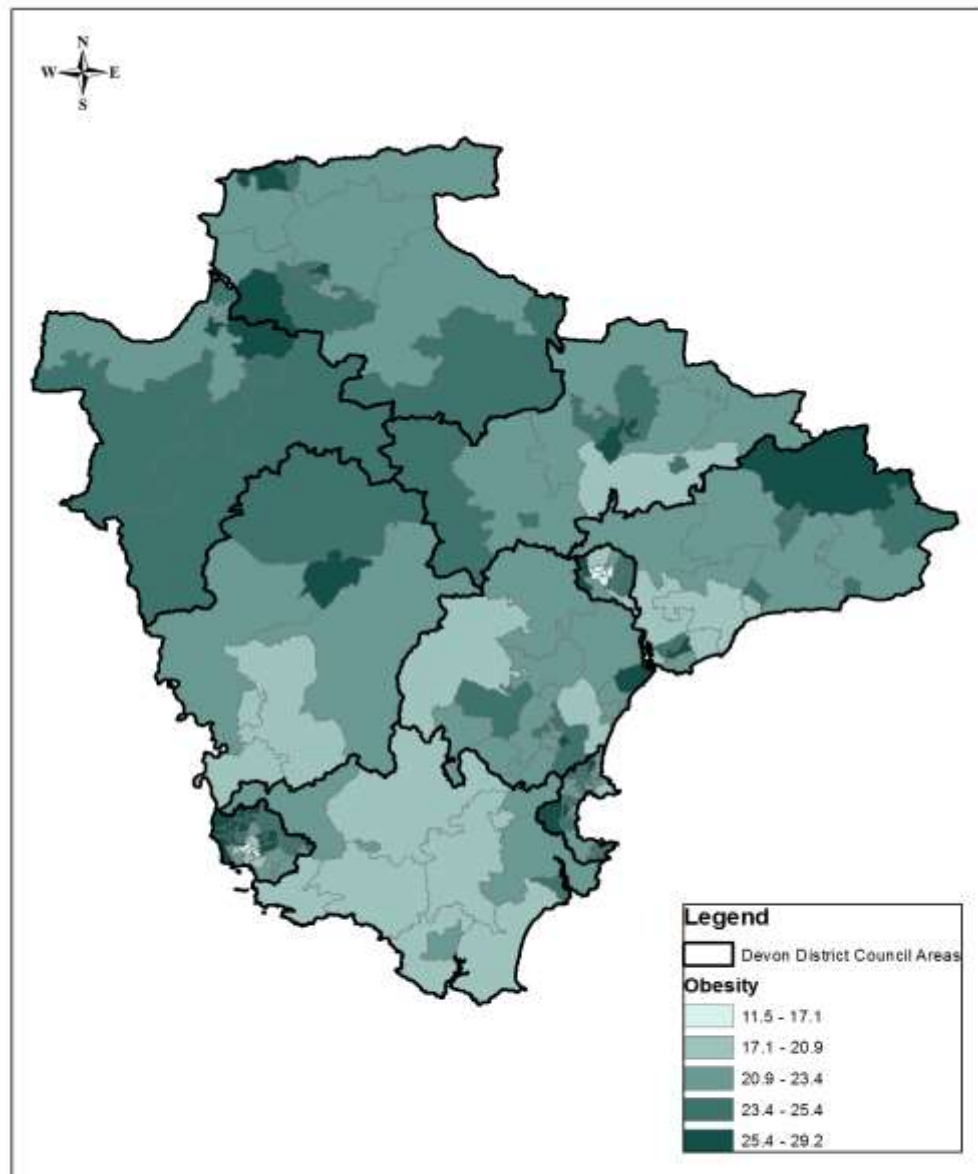 N
W E
S
Legend
Devon District Council Areas
Obesity
11.5 - 17.1
17.1 - 20.9
20.9 - 23.4
23.4 - 25.4
25.4 - 29.2